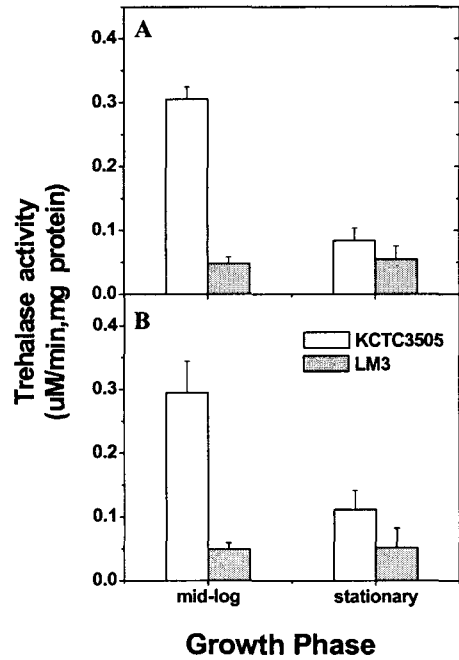 A
0.4
0.3
0.2
0.1
0.0
B
0.4
0.3
0.2
0.1
0.0
KCTC3505
LM3
Trehalase activity
(uM/min,mg protein)
mid-log
stationary
Growth Phase